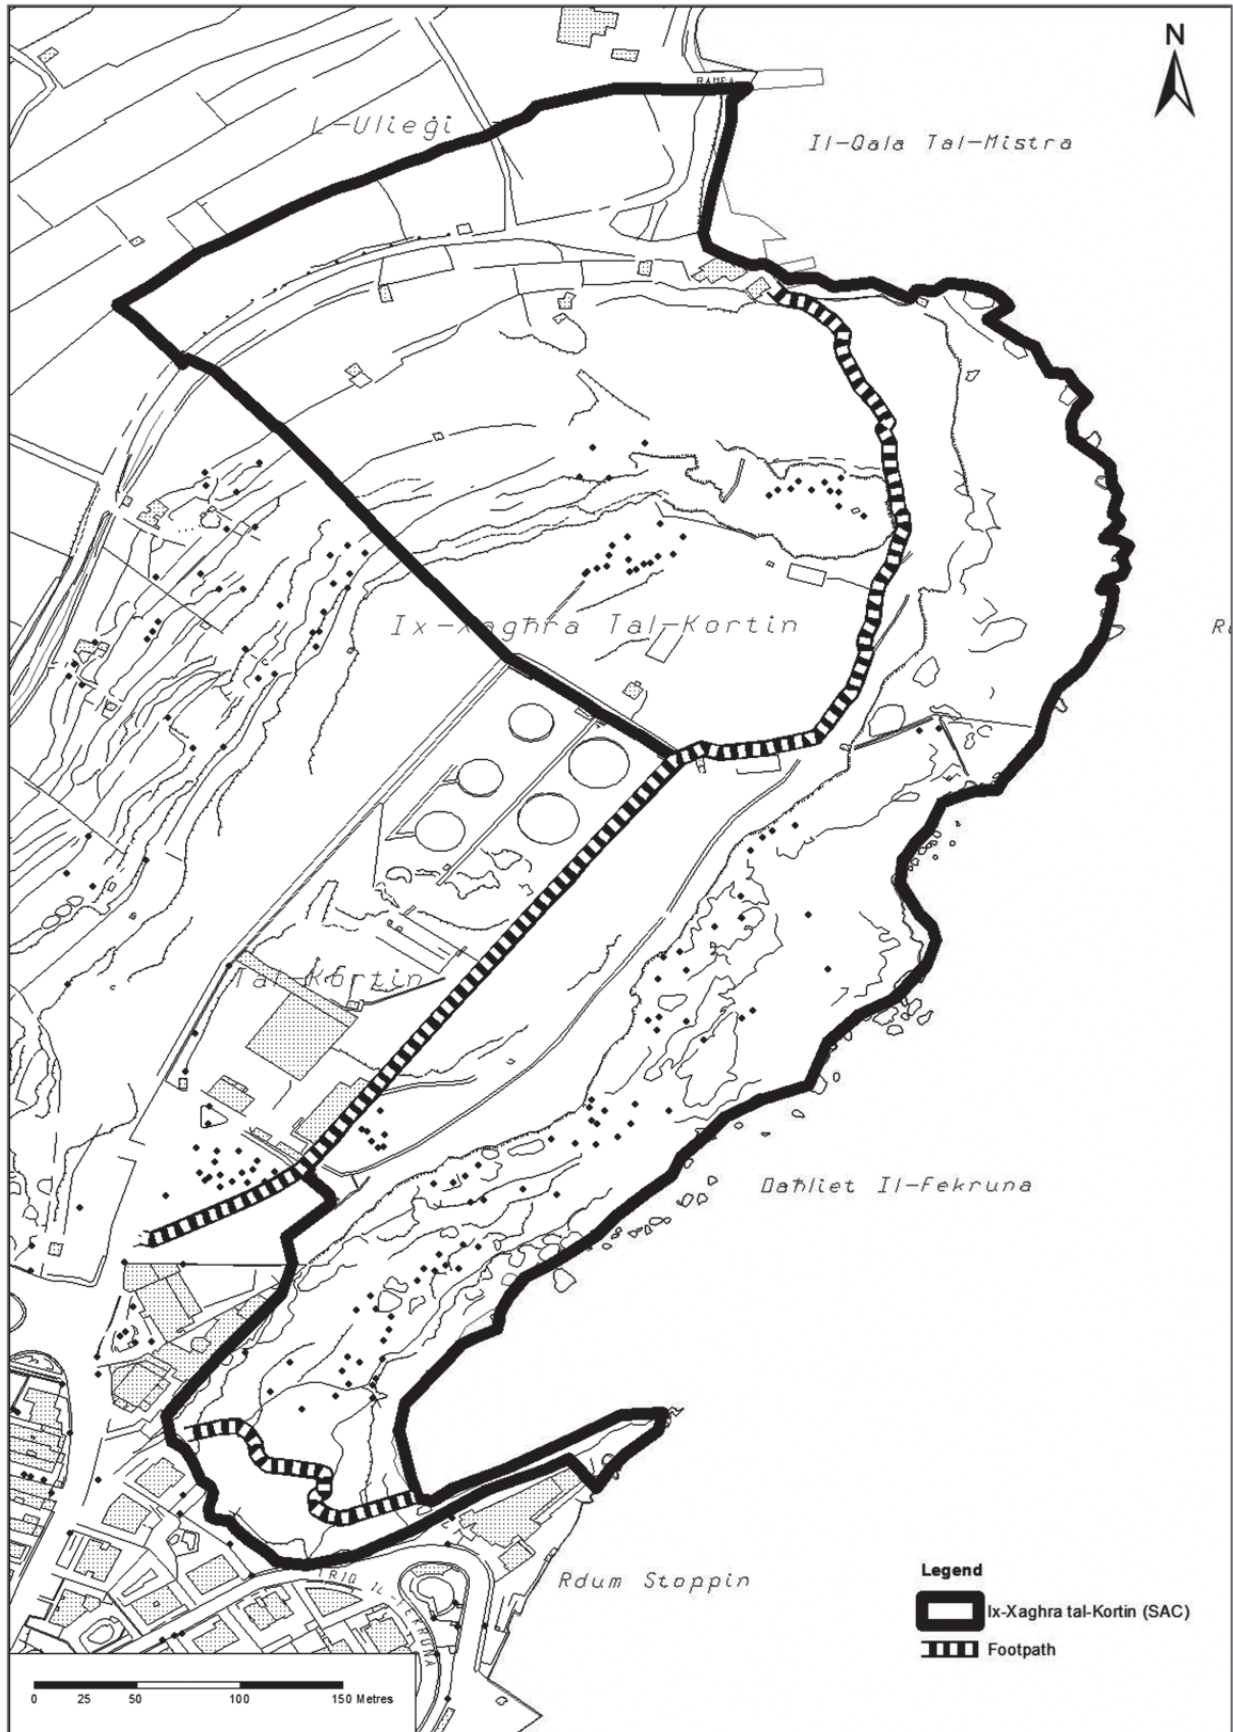 N
RAMPA
L-Ulieġi
Il-Qala Tal-Mistra
Ix-Xagħra Tal-Kortin
Tal-Kortin
Daħliet Il-Fekruna
Rdum Stoppin
TRIQ IL-FEKRUNA
Legend
Ix-Xaghra tal-Kortin (SAC)
Footpath
0 25 50 100 150 Metres